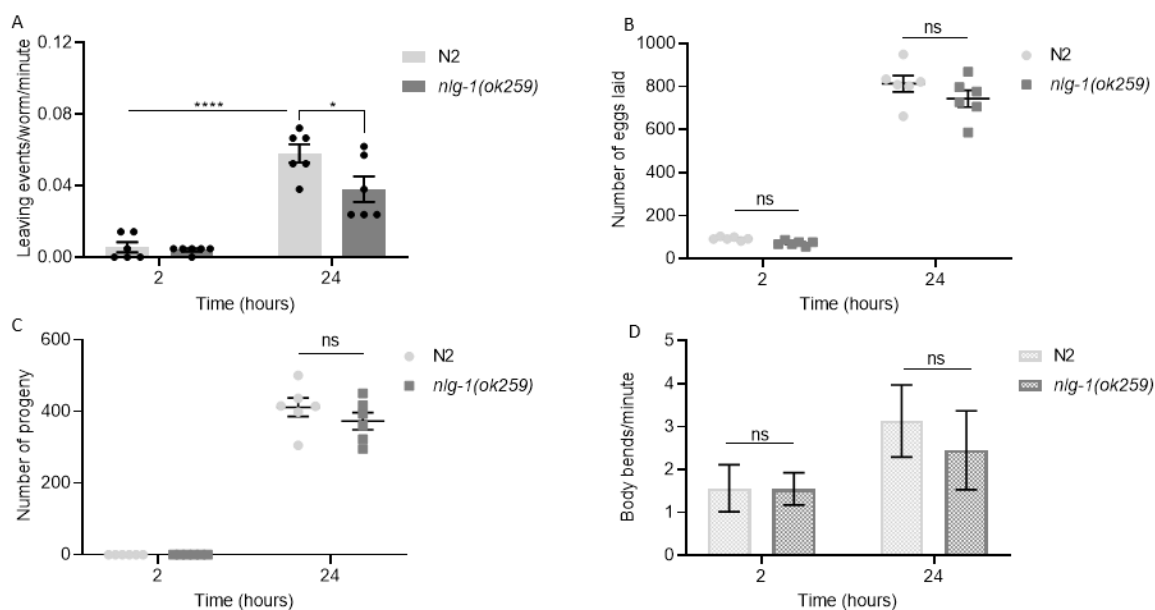 A
Leaving events/worm/minute
0.12
0.08
0.04
0.00
****
*
N2
nlg-1(ok259)
2
24
Time (hours)
B
Number of eggs laid
1000
800
600
400
200
0
ns
ns
N2
nlg-1(ok259)
2
24
Time (hours)
C
Number of progeny
600
400
200
0
ns
N2
nlg-1(ok259)
2
24
Time (hours)
D
Body bends/minute
5
4
3
2
1
0
ns
ns
N2
nlg-1(ok259)
2
24
Time (hours)